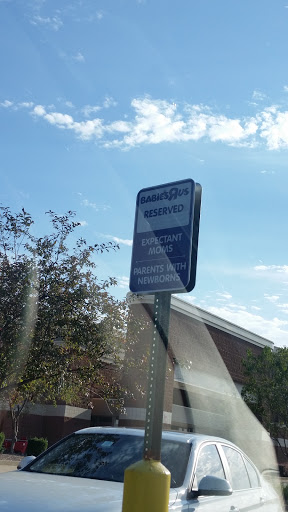 BABIES"R"US
RESERVED
EXPECTANT
MOMS
PARENTS WITH
NEWBORNS